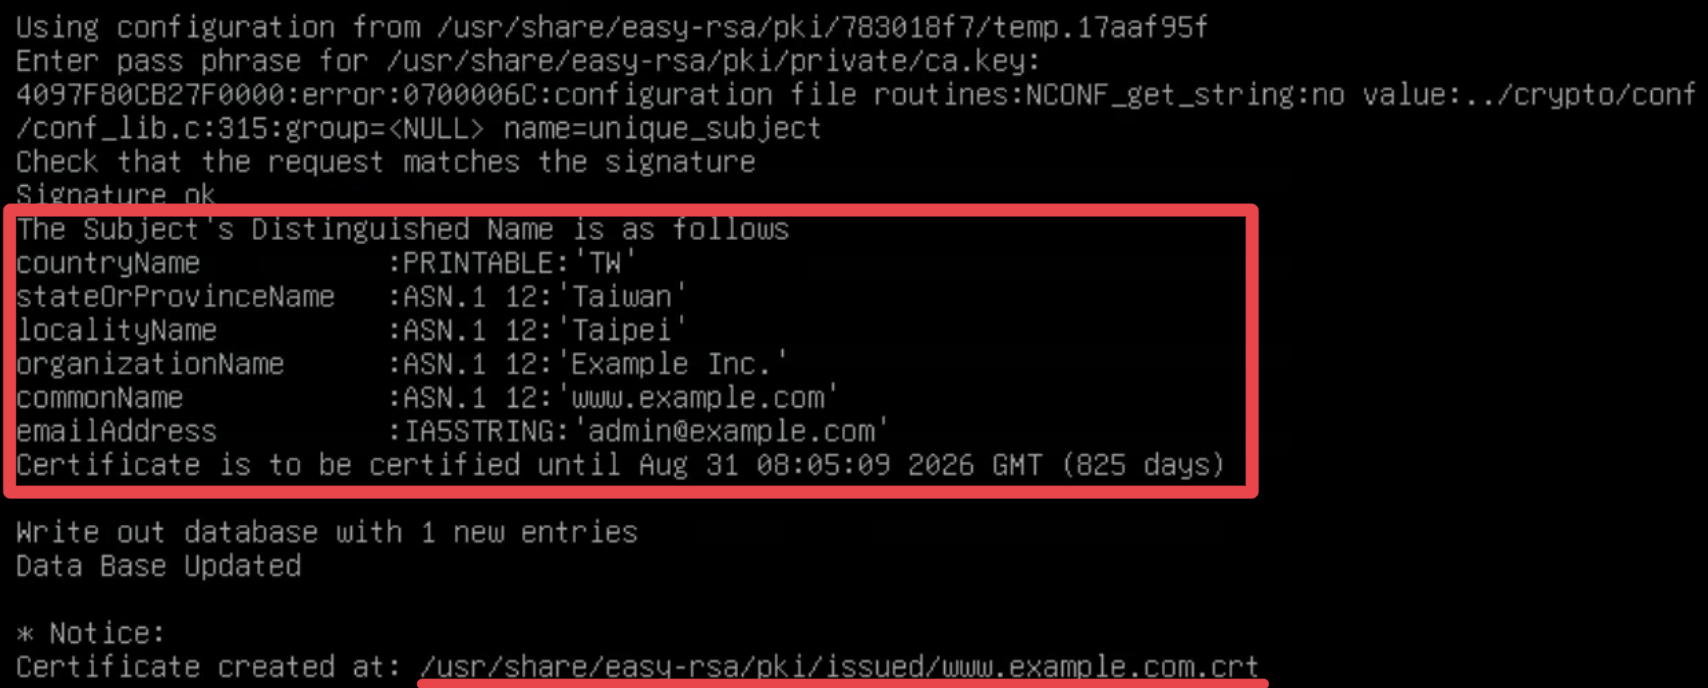 Using configuration from /usr/share/easy-rsa/pki/783018f7/temp.17aaf95f
Enter pass phrase for /usr/share/easy-rsa/pki/private/ca.key:
4097F80CB27F0000:error:0700006C:configuration file routines:NCONF_get_string:no value:../crypto/conf
/conf_lib.c:315:group=<NULL> name=unique_subject
Check that the request matches the signature
Signature ok
The Subject's Distinguished Name is as follows
countryName           :PRINTABLE:'TW'
stateOrProvinceName   :ASN.1 12:'Taiwan'
localityName          :ASN.1 12:'Taipei'
organizationName      :ASN.1 12:'Example Inc.'
commonName            :ASN.1 12:'www.example.com'
emailAddress          :IA5STRING:'admin@example.com'
Certificate is to be certified until Aug 31 08:05:09 2026 GMT (825 days)
Write out database with 1 new entries
Data Base Updated
* Notice:
Certificate created at: /usr/share/easy-rsa/pki/issued/www.example.com.crt